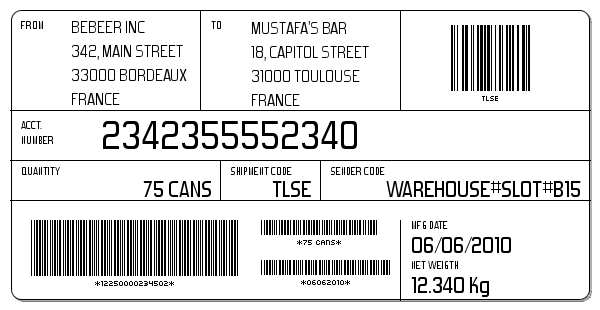 FROM BEBEER INC
342, MAIN STREET
33000 BORDEAUX
FRANCE
TO MUSTAFA'S BAR
18, CAPITOL STREET
31000 TOULOUSE
FRANCE
TLSE
ACCT.
NUMBER
2342355552340
QUANTITY
75 CANS
SHIPMENT CODE
TLSE
SENDER CODE
WAREHOUSE#SLOT#B15
*12250000234502*
*75 CANS*
*06062010*
MFG DATE
06/06/2010
NET WEIGTH
12.340 Kg